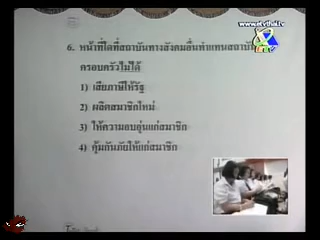 www.etvthai.tv
6. หน้าที่ใดที่สถาบันทางสังคมอื่นทำแทนสถาบัน
ครอบครัวไม่ได้
1) เสียภาษีให้รัฐ
2) ผลิตสมาชิกใหม่
3) ให้ความอบอุ่นแก่สมาชิก
4) คุ้มกันภัยให้แก่สมาชิก